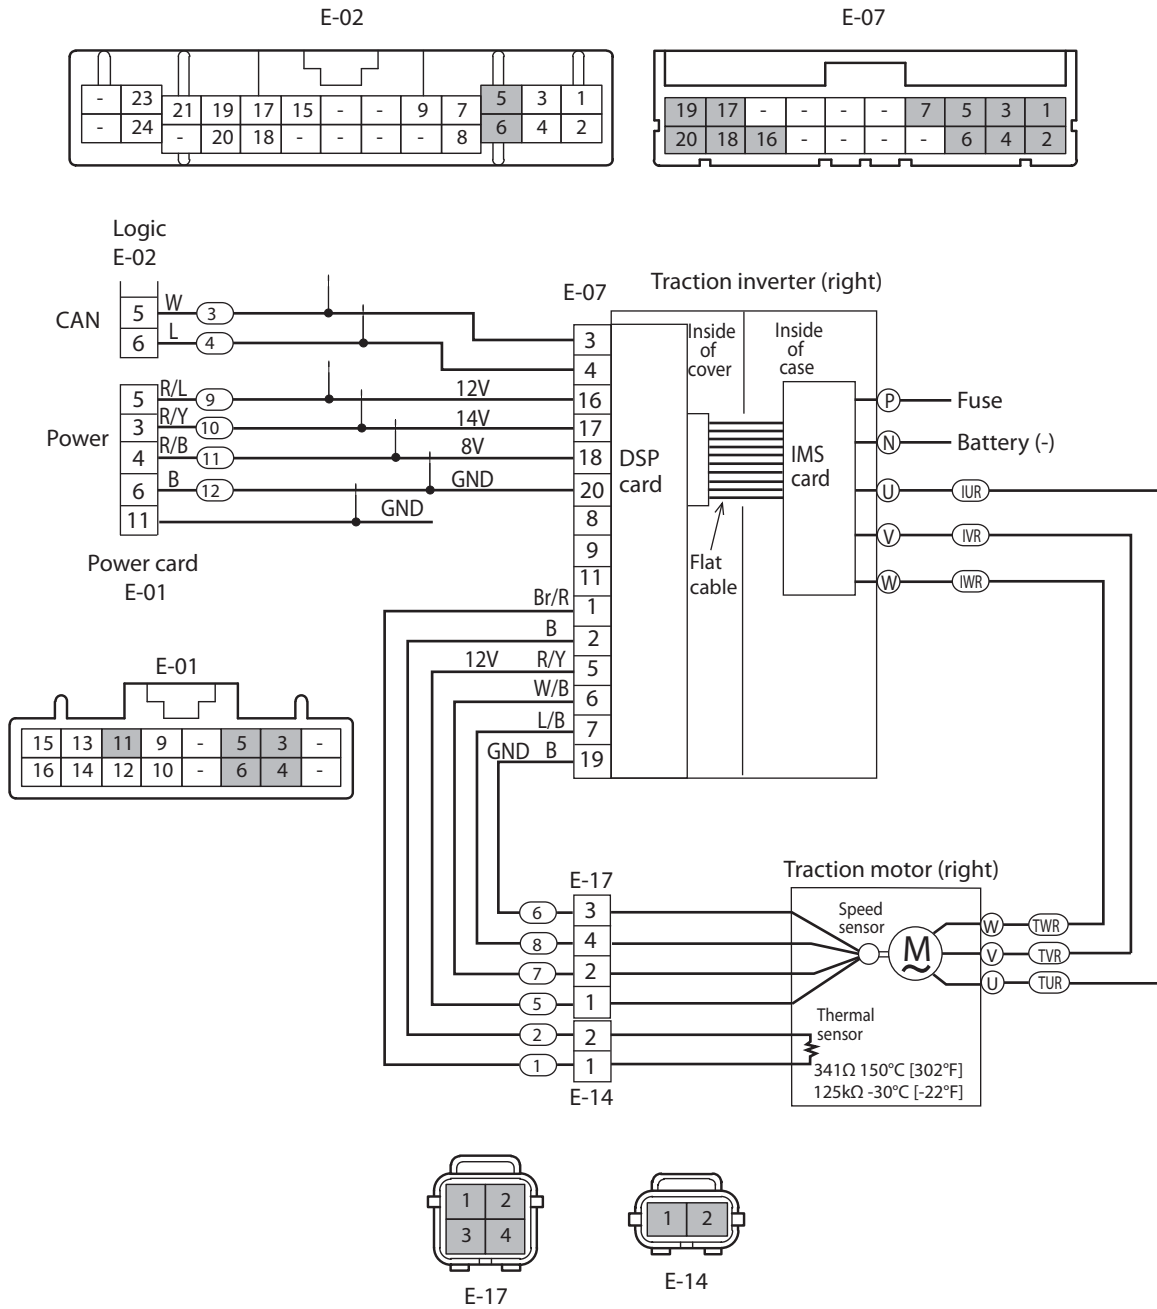 E-02
E-07
- 23 21 19 17 15 - - 9 7 5 3 1
- 24 - 20 18 - - - - 8 6 4 2
19 17 - - - - 7 5 3 1
20 18 16 - - - - 6 4 2
Logic
E-02
CAN
5 W 3
6 L 4
Power
5 R/L 9 12V
3 R/Y 10 14V
4 R/B 11 8V
6 B 12 GND
11 GND
Power card
E-01
E-07
Traction inverter (right)
3
4
16
17
18
20
8
9
11
Br/R 1
B 2
12V R/Y 5
W/B 6
L/B 7
GND B 19
DSP
card
Inside
of
cover
Inside
of
case
Flat
cable
IMS
card
P Fuse
N Battery (-)
U IUR
V IVR
W IWR
E-01
15 13 11 9 - 5 3 -
16 14 12 10 - 6 4 -
E-17
6 3
8 4
7 2
5 1
2 2
1 1
E-14
Traction motor (right)
Speed
sensor
M
W TWR
V TVR
U TUR
Thermal
sensor
341Ω 150°C [302°F]
125kΩ -30°C [-22°F]
1 2
3 4
E-17
1 2
E-14